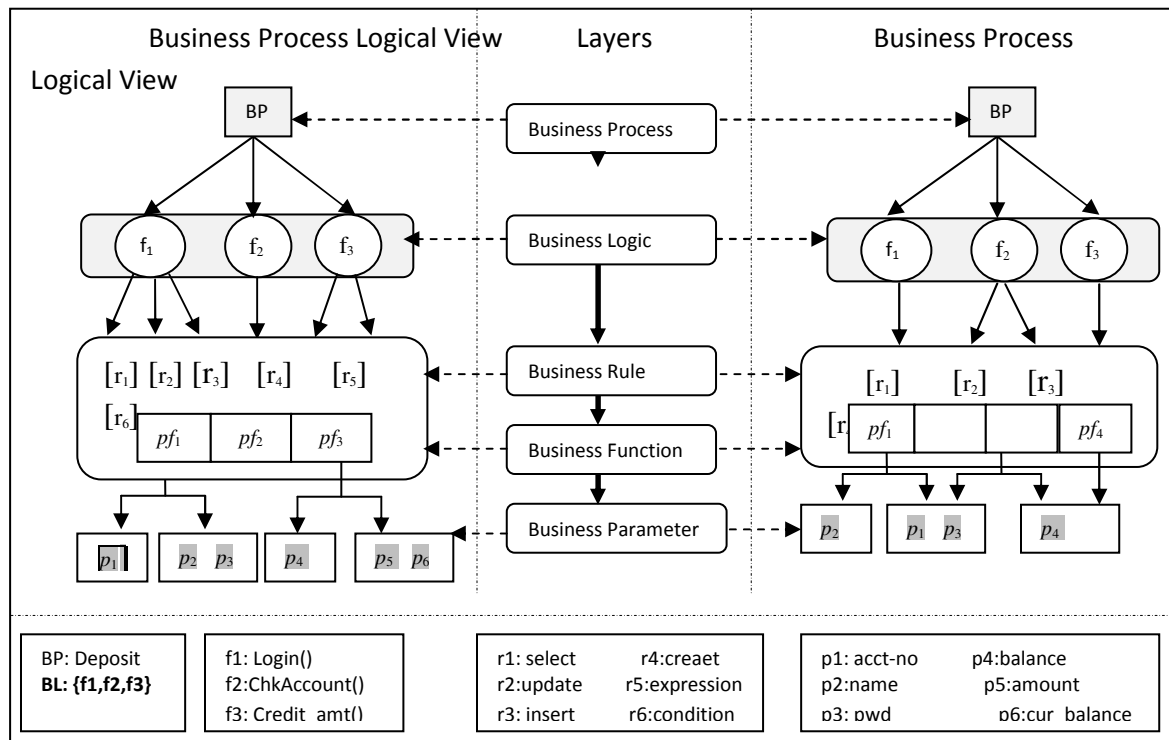 Business Process Logical View
Layers
Business Process
Logical View
BP
Business Process
BP
f1
f2
f3
Business Logic
f1
f2
f3
[r1] [r2] [r3] [r4] [r5]
[r6]
Business Rule
[r1] [r2] [r3]
pf1 pf2 pf3
Business Function
pf1 pf4
Business Parameter
p1
p2 p3
p4
p5 p6
p2
p1 p3
p4
BP: Deposit
BL: {f1,f2,f3}
f1: Login()
f2:ChkAccount()
f3: Credit_amt()
r1: select r4:creaet
r2:update r5:expression
r3: insert r6:condition
p1: acct-no p4:balance
p2:name p5:amount
p3: pwd p6:cur_balance